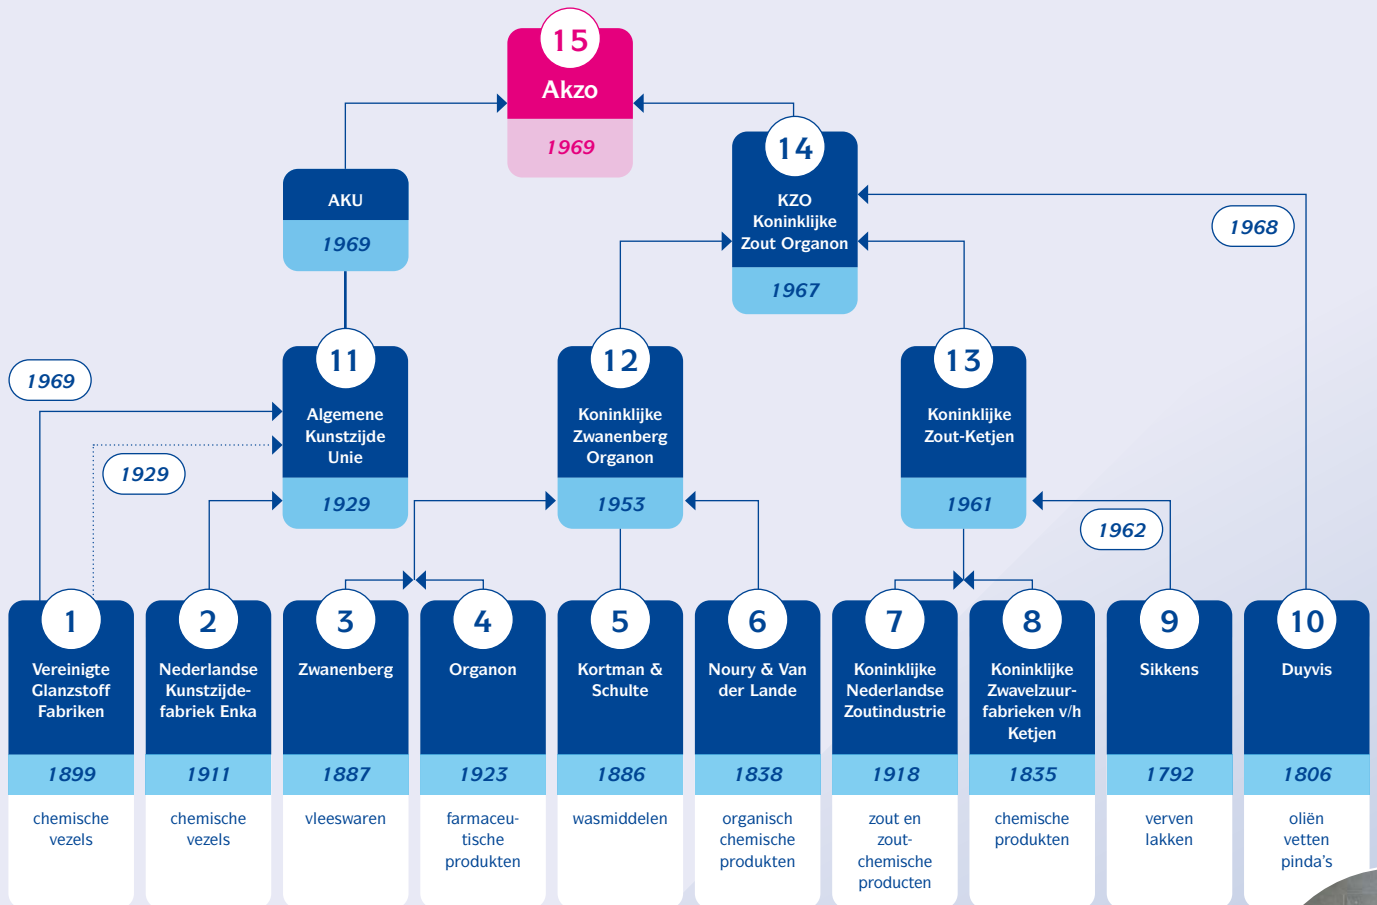 15
Akzo
1969
14
KZO
Koninklijke
Zout Organon
1967
AKU
1969
1968
11
Algemene
Kunstzijde
Unie
1929
12
Koninklijke
Zwanenberg
Organon
1953
13
Koninklijke
Zout-Ketjen
1961
1969
1929
1962
1
Vereinigte
Glanzstoff
Fabriken
1899
chemische
vezels
2
Nederlandse
Kunstzijde-
fabriek Enka
1911
chemische
vezels
3
Zwanenberg
1887
vleeswaren
4
Organon
1923
farmaceu-
tische
produkten
5
Kortman &
Schulte
1886
wasmiddelen
6
Noury & Van
der Lande
1838
organisch
chemische
produkten
7
Koninklijke
Nederlandse
Zoutindustrie
1918
zout en
zout-
chemische
producten
8
Koninklijke
Zwavelzuur-
fabrieken v/h
Ketjen
1835
chemische
produkten
9
Sikkens
1792
verven
lakken
10
Duyvis
1806
oliën
vetten
pinda's